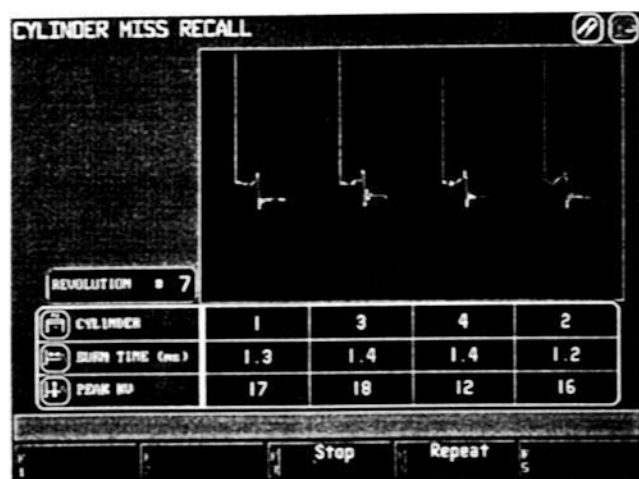 CYLINDER MISS RECALL
REVOLUTION # 7
CYLINDER 1 3 4 2
BURN TIME (ms) 1.3 1.4 1.4 1.2
PEAK KV 17 18 12 16
Stop Repeat
5